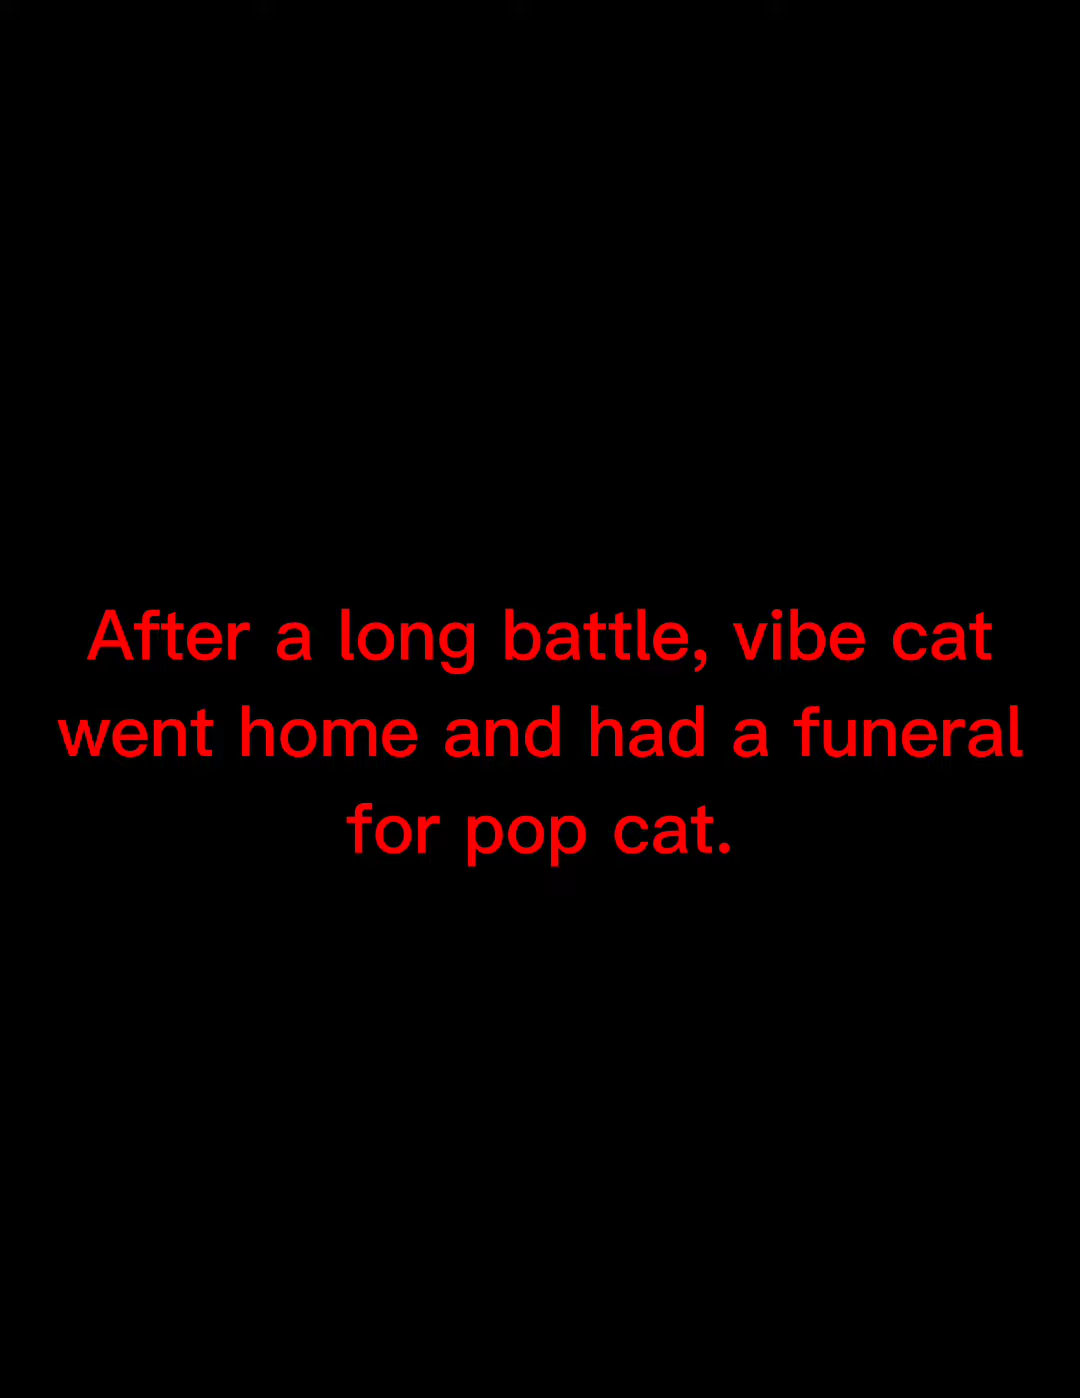 After a long battle, vibe cat
went home and had a funeral
for pop cat.